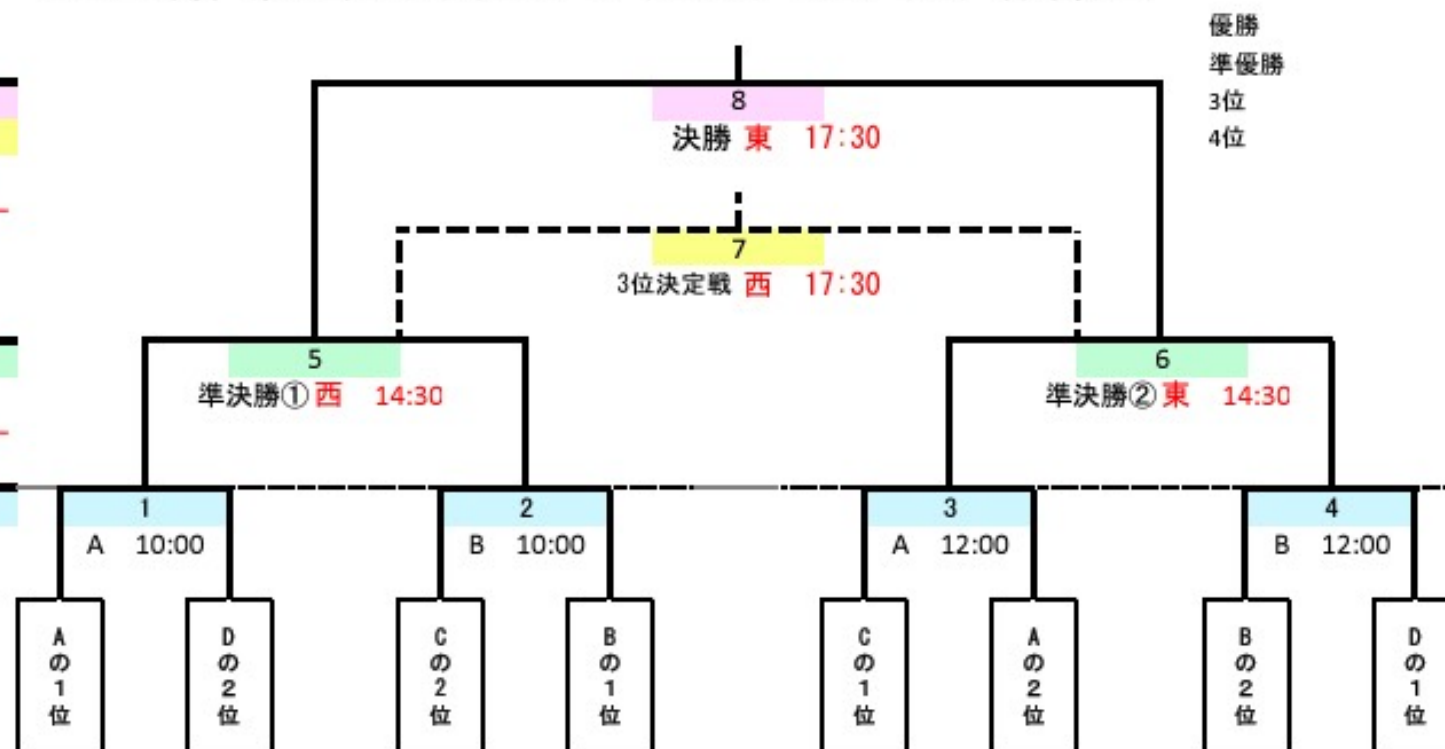 優勝
準優勝
3位
4位
8
決勝 東 17:30
7
3位決定戦 西 17:30
5
準決勝① 西 14:30
6
準決勝② 東 14:30
1
A 10:00
2
B 10:00
3
A 12:00
4
B 12:00
Aの1位
Dの2位
Cの2位
Bの1位
Cの1位
Aの2位
Bの2位
Dの1位